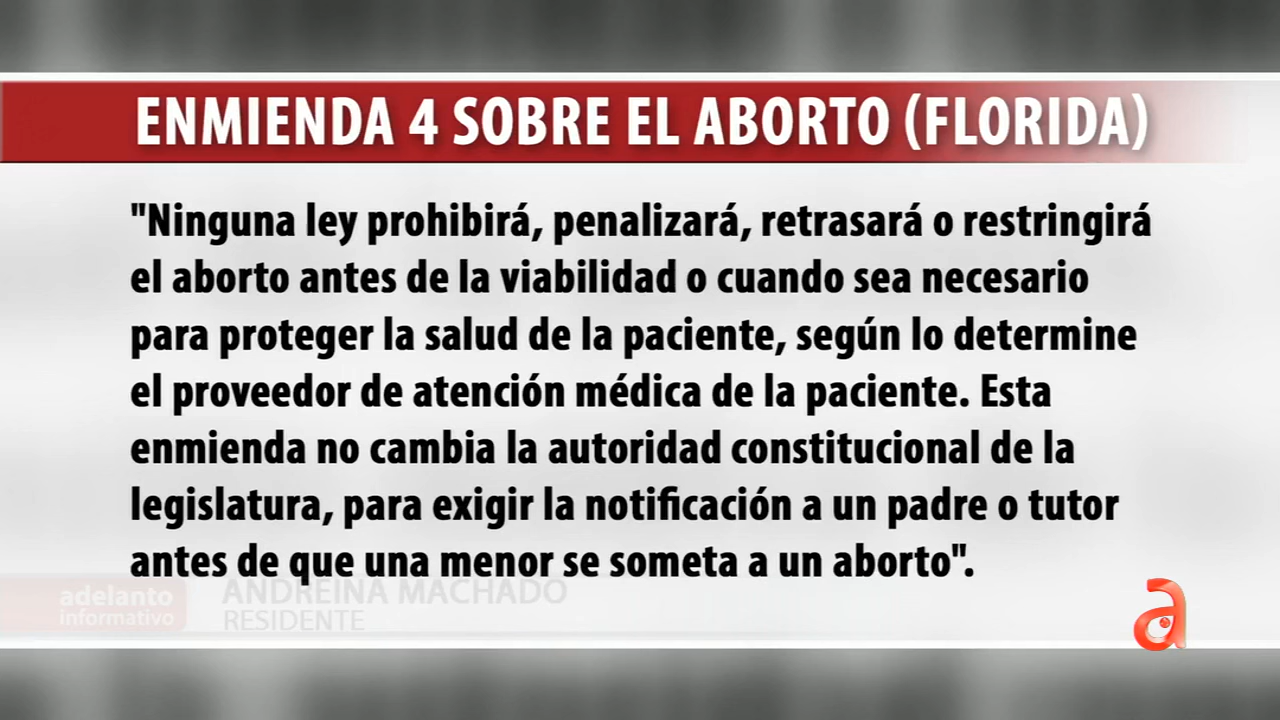 ENMIENDA 4 SOBRE EL ABORTO (FLORIDA)
"Ninguna ley prohibirá, penalizará, retrasará o restringirá
el aborto antes de la viabilidad o cuando sea necesario
para proteger la salud de la paciente, según lo determine
el proveedor de atención médica de la paciente. Esta
enmienda no cambia la autoridad constitucional de la
legislatura, para exigir la notificación a un padre o tutor
antes de que una menor se someta a un aborto".
adelanto
informativo
ANDREINA MACHADO
RESIDENTE
a